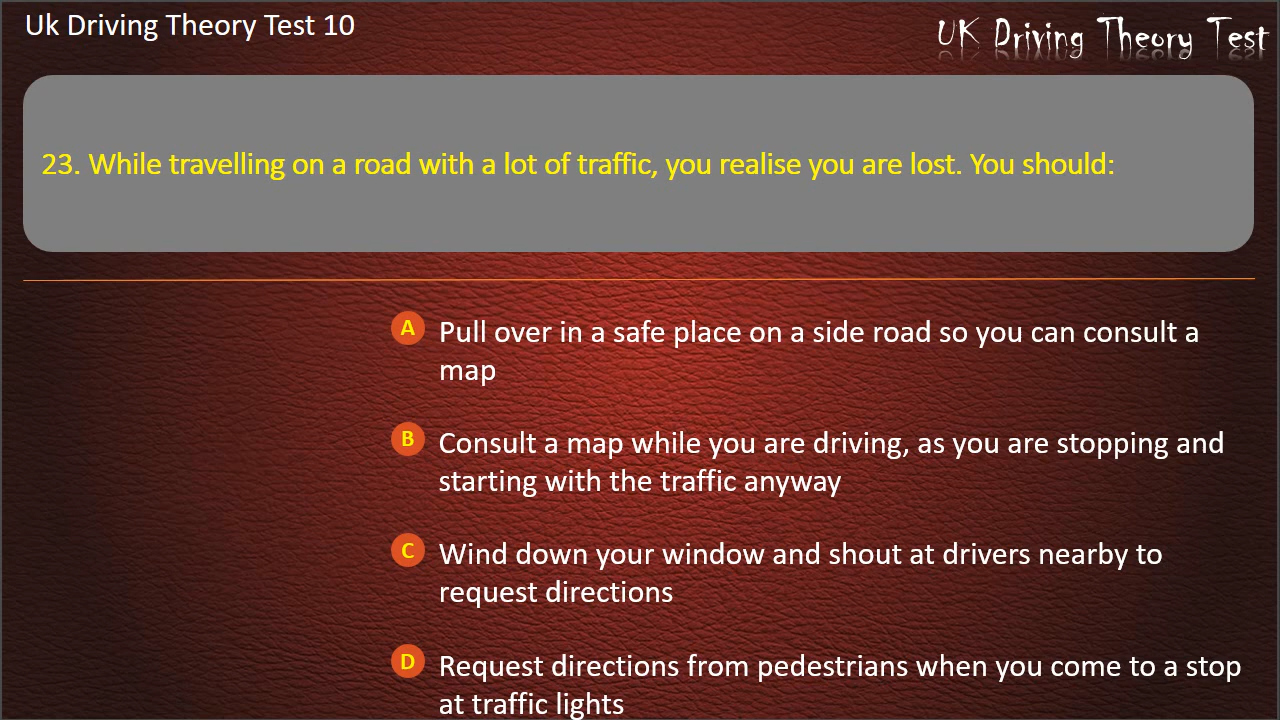 Uk Driving Theory Test 10
UK Driving Theory Test
23. While travelling on a road with a lot of traffic, you realise you are lost. You should:
A Pull over in a safe place on a side road so you can consult a
map
B Consult a map while you are driving, as you are stopping and
starting with the traffic anyway
C Wind down your window and shout at drivers nearby to
request directions
D Request directions from pedestrians when you come to a stop
at traffic lights